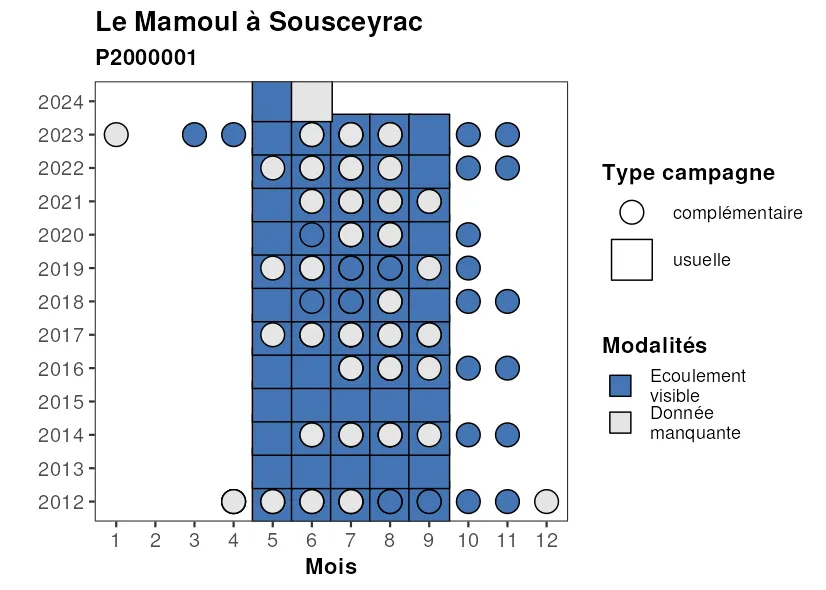 Le Mamoul à Sousceyrac
P2000001
2024
2023
2022
2021
2020
2019
2018
2017
2016
2015
2014
2013
2012
1 2 3 4 5 6 7 8 9 10 11 12
Mois
Type campagne
complémentaire
usuelle
Modalités
Ecoulement
visible
Donnée
manquante